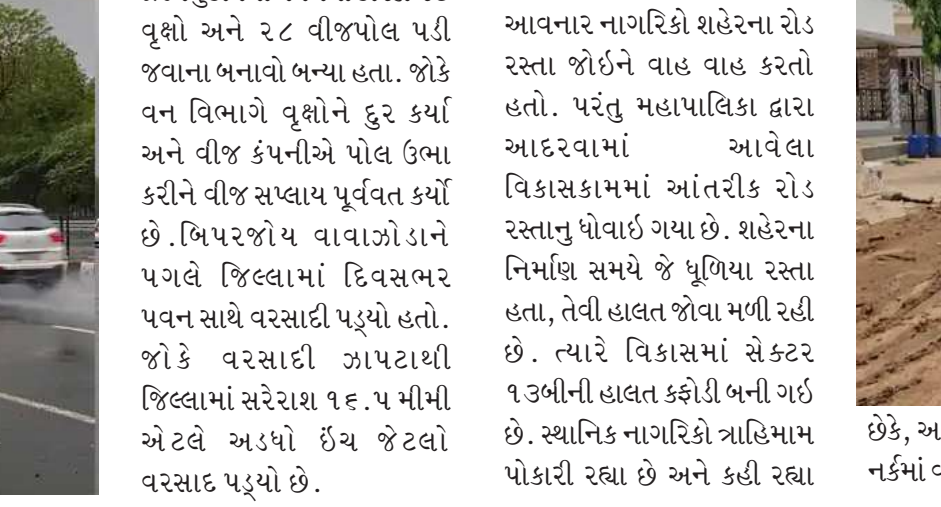 વૃક્ષો અને ૨૮ વીજપોલ પડી
જવાના બનાવો બન્યા હતા. જોકે
વન વિભાગે વૃક્ષોને દુર કર્યા
અને વીજ કંપનીએ પોલ ઉભા
કરીને વીજ સપ્લાય પૂર્વવત કર્યો
છે.બિપરજોય વાવાઝોડાને
પગલે જિલ્લામાં દિવસભર
પવન સાથે વરસાદી પડ્યો હતો.
જોકે વરસાદી ઝાપટાથી
જિલ્લામાં સરેરાશ ૧૬.૫ મીમી
એટલે અડધો ઇંચ જેટલો
વરસાદ પડ્યો છે.
આવનાર નાગરિકો શહેરના રોડ
રસ્તા જોઇને વાહ વાહ કરતો
હતો. પરંતુ મહાપાલિકા દ્વારા
આદરવામાં આવેલા
વિકાસકામમાં આંતરીક રોડ
રસ્તાનુ ધોવાઇ ગયા છે. શહેરના
નિર્માણ સમયે જે ધૂળિયા રસ્તા
હતા, તેવી હાલત જોવા મળી રહી
છે. ત્યારે વિકાસમાં સેક્ટર
૧૩બીની હાલત કફોડી બની ગઇ
છે. સ્થાનિક નાગરિકો ત્રાહિમામ
પોકારી રહ્યા છે અને કહી રહ્યા
છેકે, આ
નર્કમાં વ